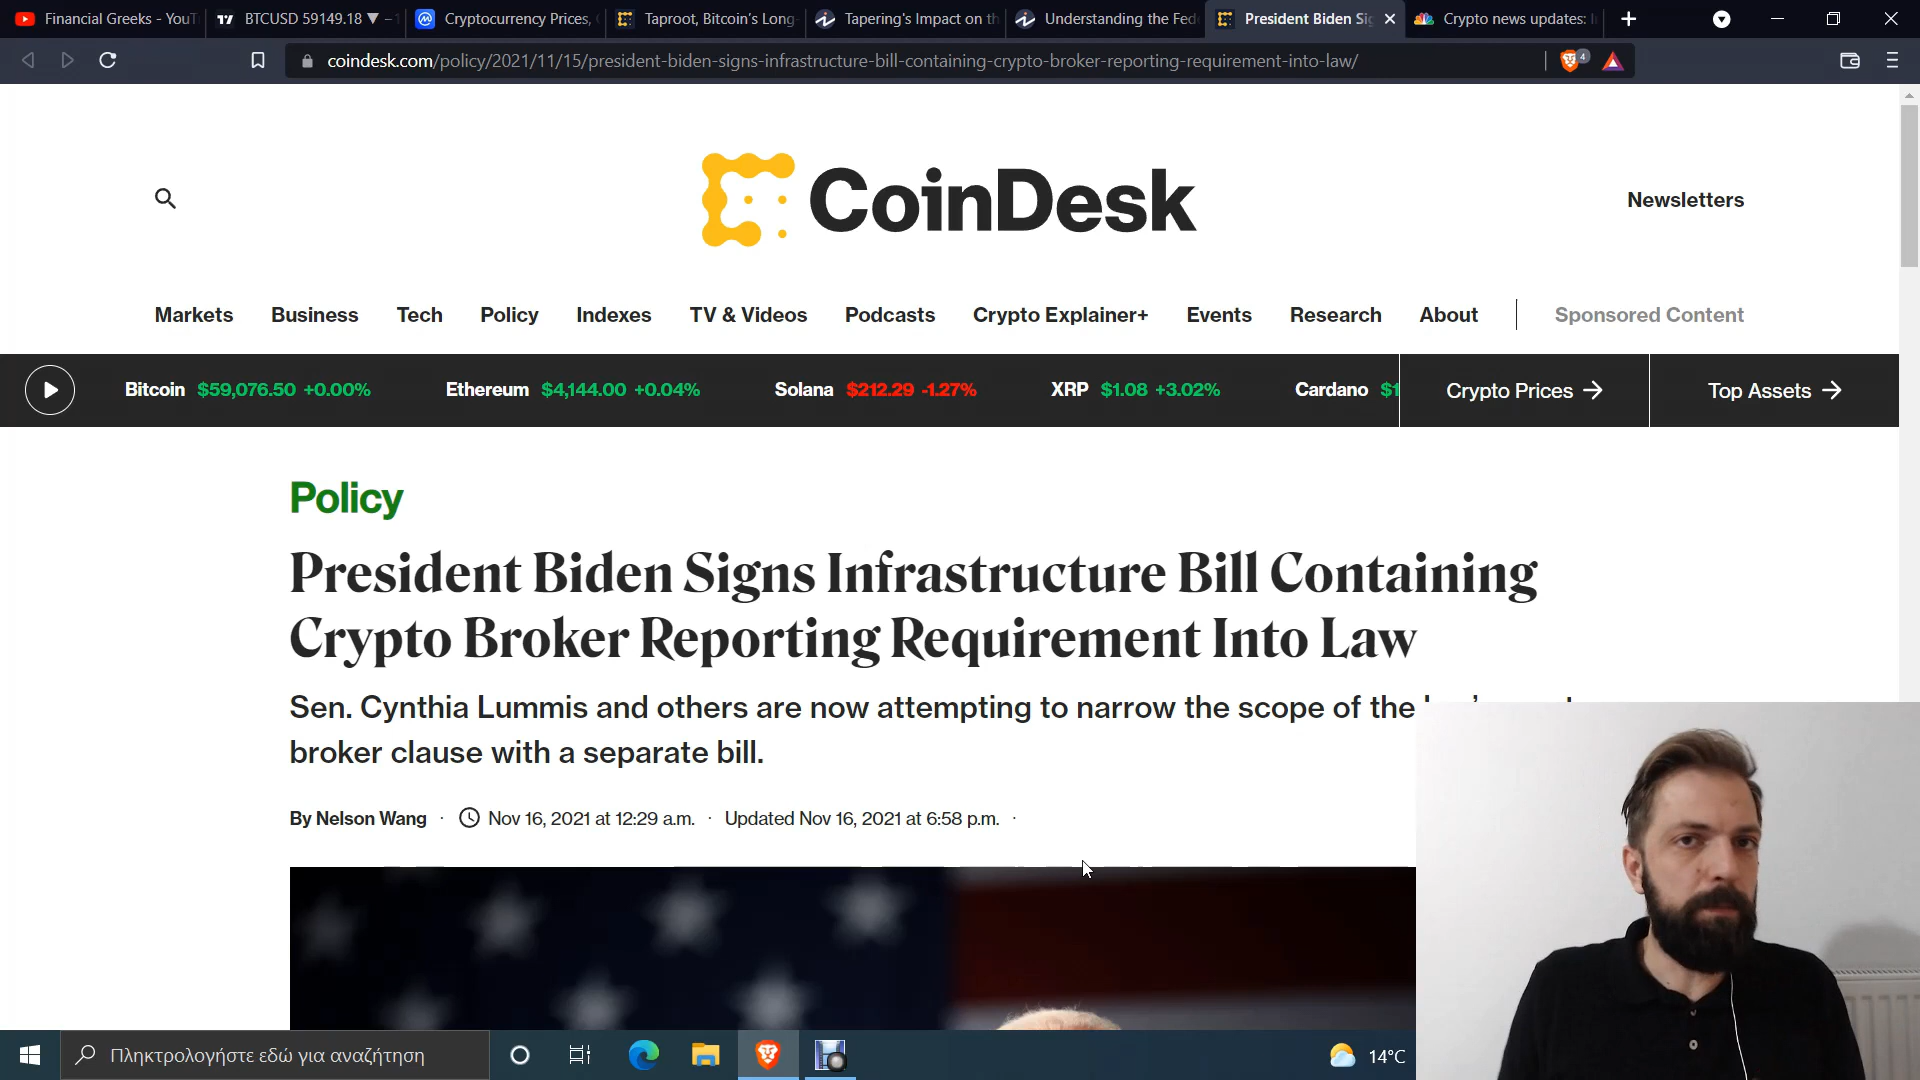 Financial Greeks - YouT
BTCUSD 59149.18 ▼ −
Cryptocurrency Prices,
Taproot, Bitcoin's Long-
Tapering's Impact on th
Understanding the Fed
President Biden Si
Crypto news updates: I
coindesk.com/policy/2021/11/15/president-biden-signs-infrastructure-bill-containing-crypto-broker-reporting-requirement-into-law/
4
CoinDesk
Newsletters
Markets Business Tech Policy Indexes TV & Videos Podcasts Crypto Explainer+ Events Research About Sponsored Content
Bitcoin $59,076.50 +0.00% Ethereum $4,144.00 +0.04% Solana $212.29 -1.27% XRP $1.08 +3.02% Cardano $1 Crypto Prices → Top Assets →
Policy
President Biden Signs Infrastructure Bill Containing
Crypto Broker Reporting Requirement Into Law
Sen. Cynthia Lummis and others are now attempting to narrow the scope of the
broker clause with a separate bill.
By Nelson Wang · Nov 16, 2021 at 12:29 a.m. · Updated Nov 16, 2021 at 6:58 p.m. ·
Πληκτρολογήστε εδώ για αναζήτηση
14°C